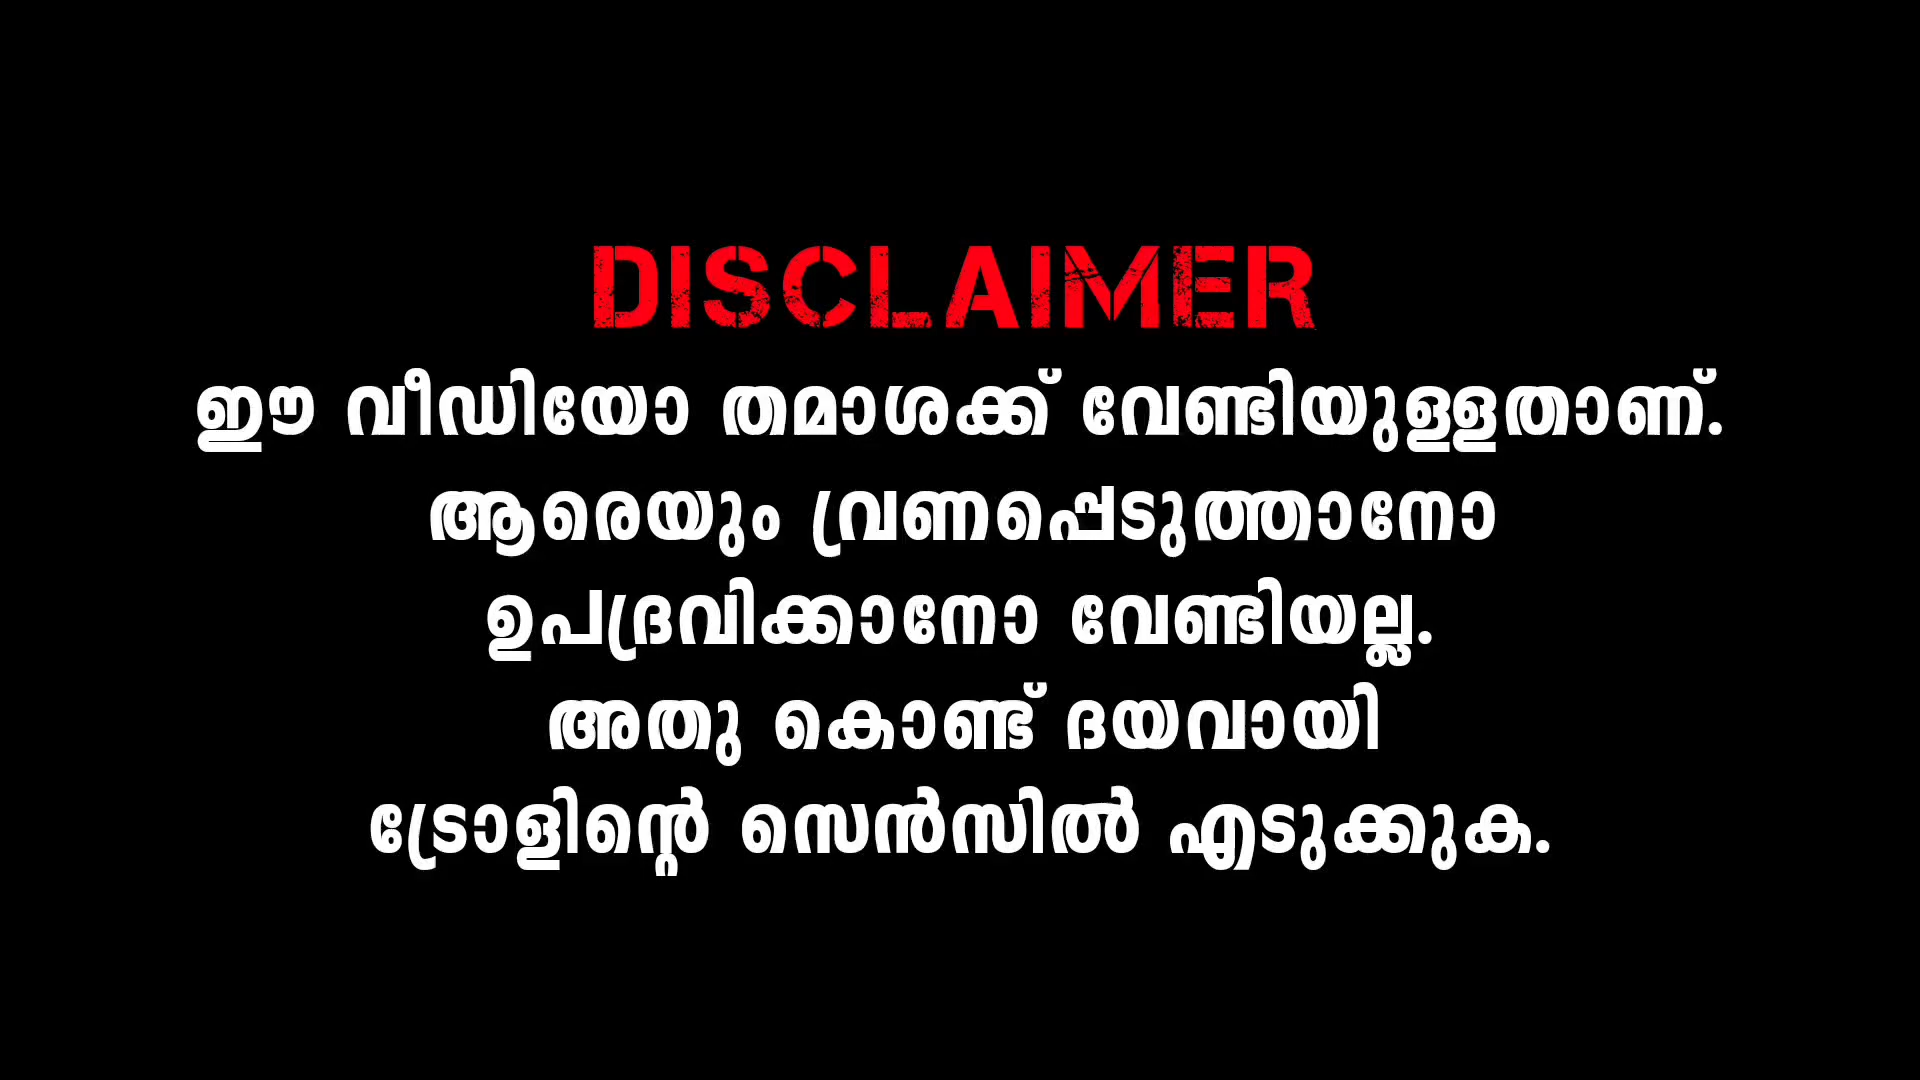 DISCLAIMER
ഈ വീഡിയോ തമാശക്ക് വേണ്ടിയുള്ളതാണ്.
ആരെയും വ്രണപ്പെടുത്താനോ
ഉപദ്രവിക്കാനോ വേണ്ടിയല്ല.
അതു കൊണ്ട് ദയവായി
ട്രോളിന്റെ സെൻസിൽ എടുക്കുക.